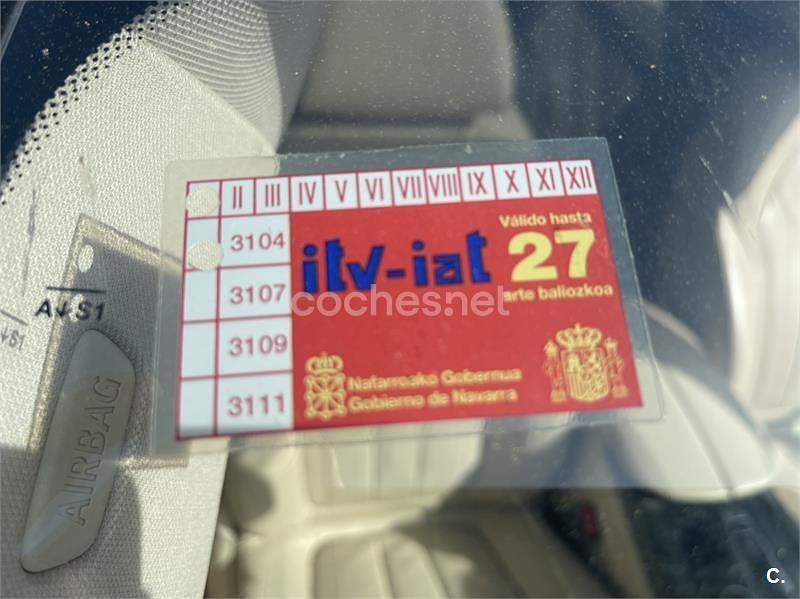 II III IV V VI VII VIII IX X XI XII
3104
3107
3109
3111
itv-iat
Válido hasta
27
arte baliozkoa
Nafarroako Gobernua
Gobierno de Navarra
coches.net
A↓S1
↓S1
AIRBAG
C.